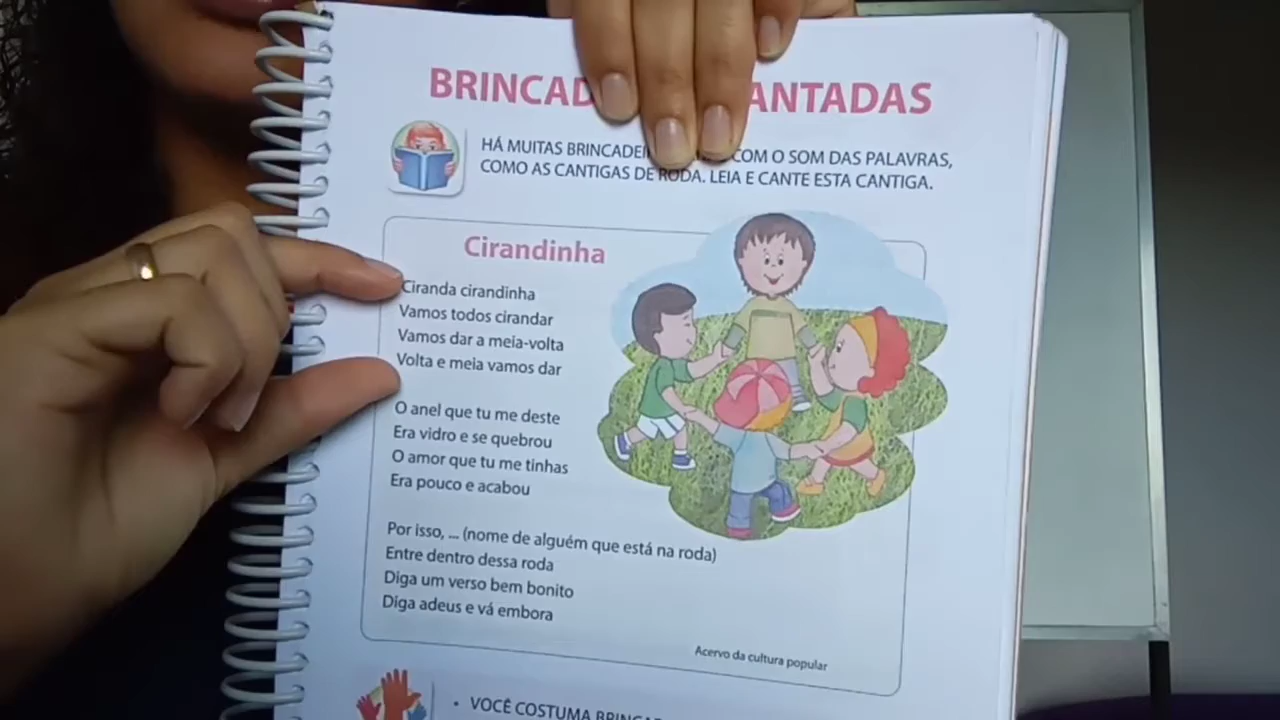 BRINCAD ANTADAS
HÁ MUITAS BRINCADEI COM O SOM DAS PALAVRAS,
COMO AS CANTIGAS DE RODA. LEIA E CANTE ESTA CANTIGA.
Cirandinha
Ciranda cirandinha
Vamos todos cirandar
Vamos dar a meia-volta
Volta e meia vamos dar
O anel que tu me deste
Era vidro e se quebrou
O amor que tu me tinhas
Era pouco e acabou
Por isso, ... (nome de alguém que está na roda)
Entre dentro dessa roda
Diga um verso bem bonito
Diga adeus e vá embora
Acervo da cultura popular
• VOCÊ COSTUMA BRINCA